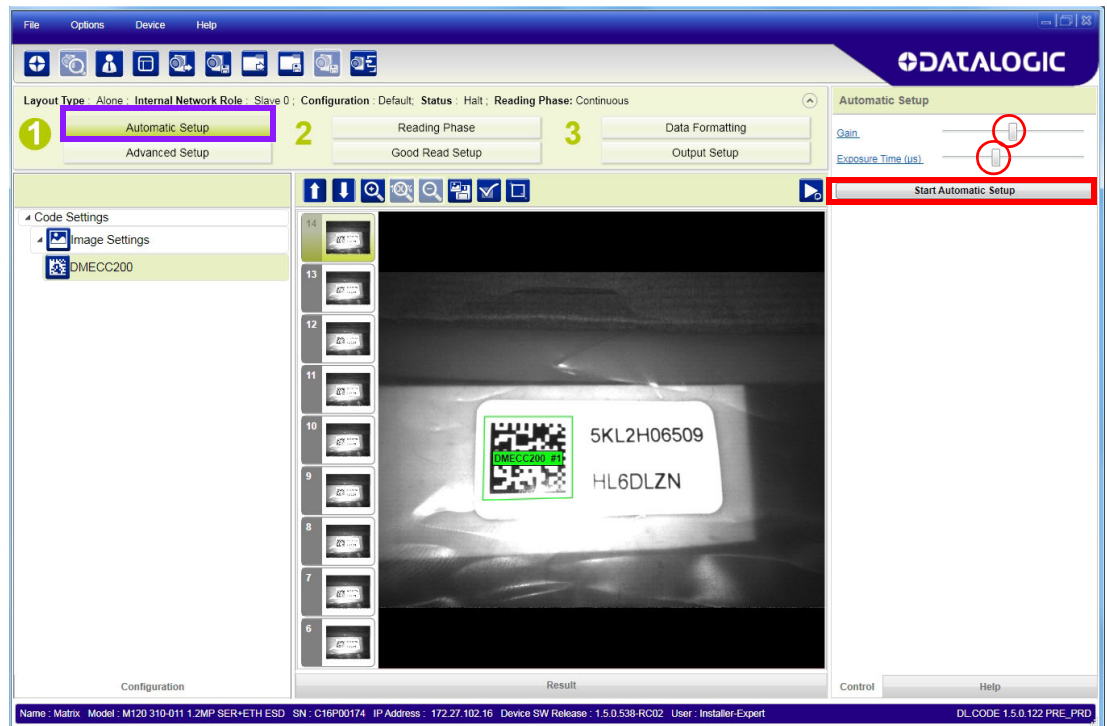 File Options Device Help
DATALOGIC
Layout Type : Alone ; Internal Network Role : Slave 0 ; Configuration : Default; Status : Halt ; Reading Phase: Continuous
Automatic Setup
1 Automatic Setup 2 Reading Phase 3 Data Formatting
Advanced Setup Good Read Setup Output Setup
Gain
Exposure Time (µs)
Start Automatic Setup
Code Settings
Image Settings
DMECC200
14
13
12
11
10
9
8
7
6
5KL2H06509
DMECC200 #1
HL6DLZN
Configuration Result Control Help
Name : Matrix Model : M120 310-011 1.2MP SER+ETH ESD SN : C16P00174 IP Address : 172.27.102.16 Device SW Release : 1.5.0.538-RC02 User : Installer-Expert DL.CODE 1.5.0.122 PRE_PRD